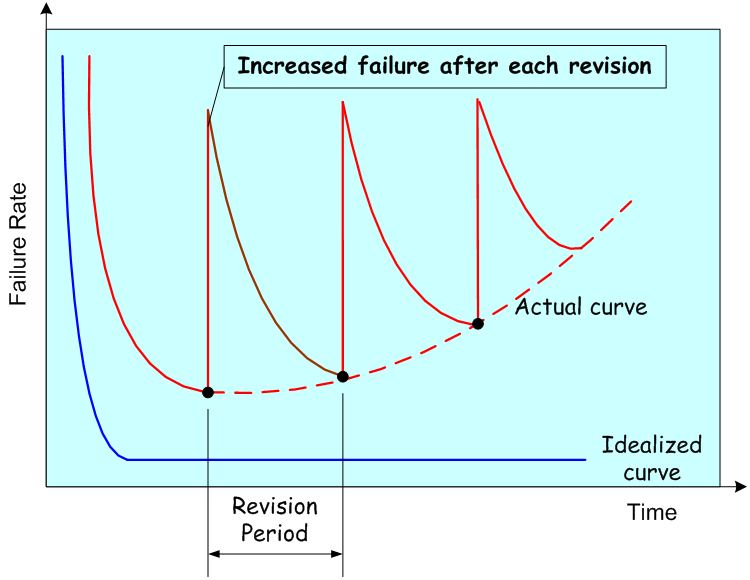 Increased failure after each revision
Failure Rate
Actual curve
Idealized
curve
Time
Revision
Period